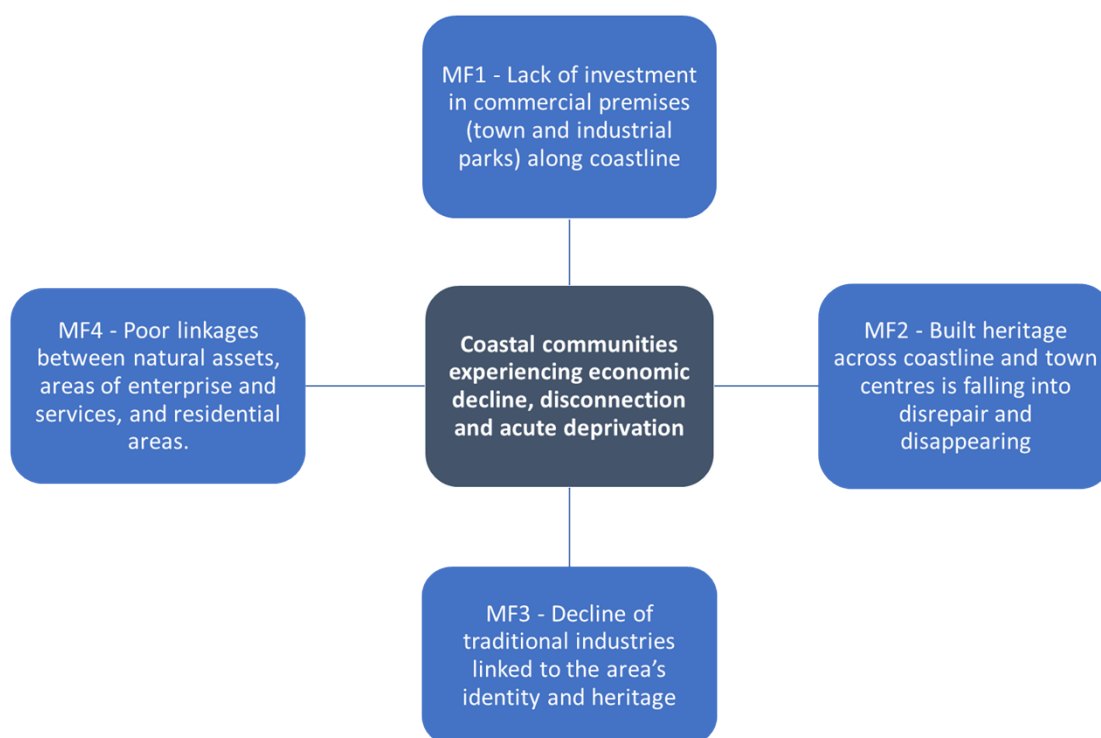 MF1 - Lack of investment
in commercial premises
(town and industrial
parks) along coastline
MF4 - Poor linkages
between natural assets,
areas of enterprise and
services, and residential
areas.
Coastal communities
experiencing economic
decline, disconnection
and acute deprivation
MF2 - Built heritage
across coastline and town
centres is falling into
disrepair and
disappearing
MF3 - Decline of
traditional industries
linked to the area’s
identity and heritage